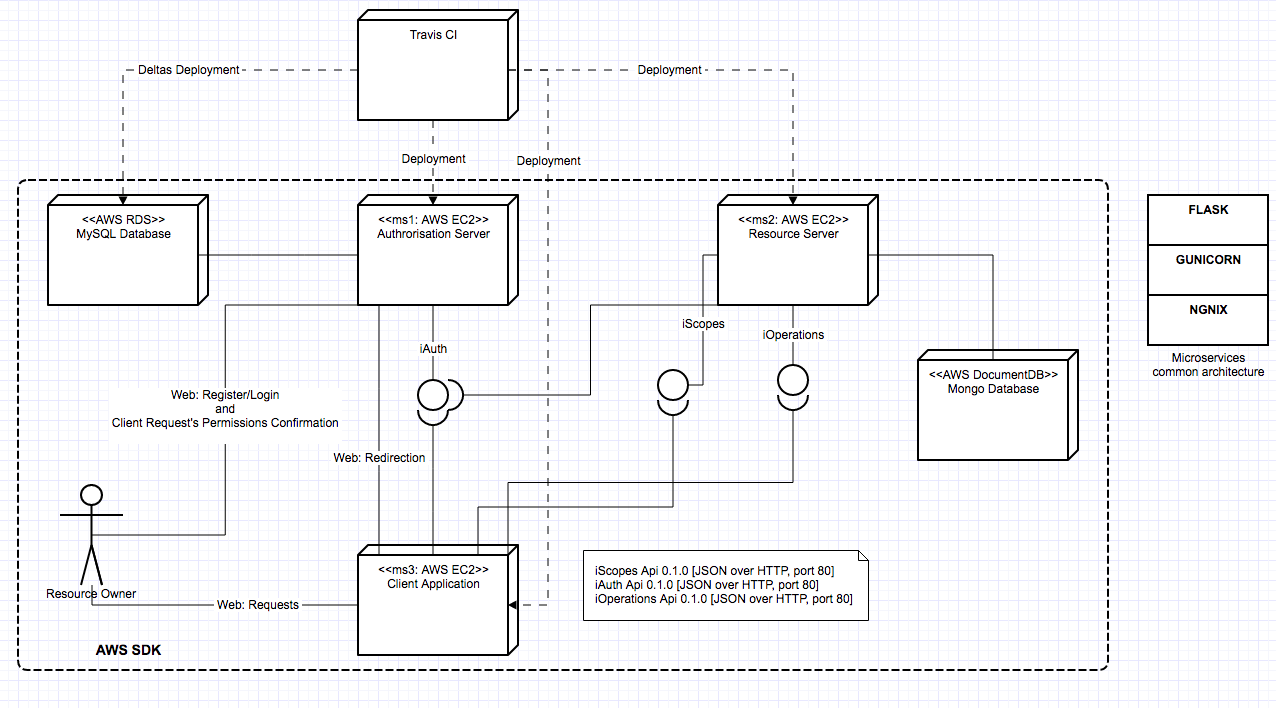 Travis CI
Deltas Deployment
Deployment
Deployment
Deployment
<<AWS RDS>>
MySQL Database
<<ms1: AWS EC2>>
Authrorisation Server
<<ms2: AWS EC2>>
Resource Server
FLASK
GUNICORN
NGNIX
Microservices
common architecture
iScopes
iOperations
iAuth
<<AWS DocumentDB>>
Mongo Database
Web: Register/Login
and
Client Request's Permissions Confirmation
Web: Redirection
Resource Owner
Web: Requests
<<ms3: AWS EC2>>
Client Application
iScopes Api 0.1.0 [JSON over HTTP, port 80]
iAuth Api 0.1.0 [JSON over HTTP, port 80]
iOperations Api 0.1.0 [JSON over HTTP, port 80]
AWS SDK